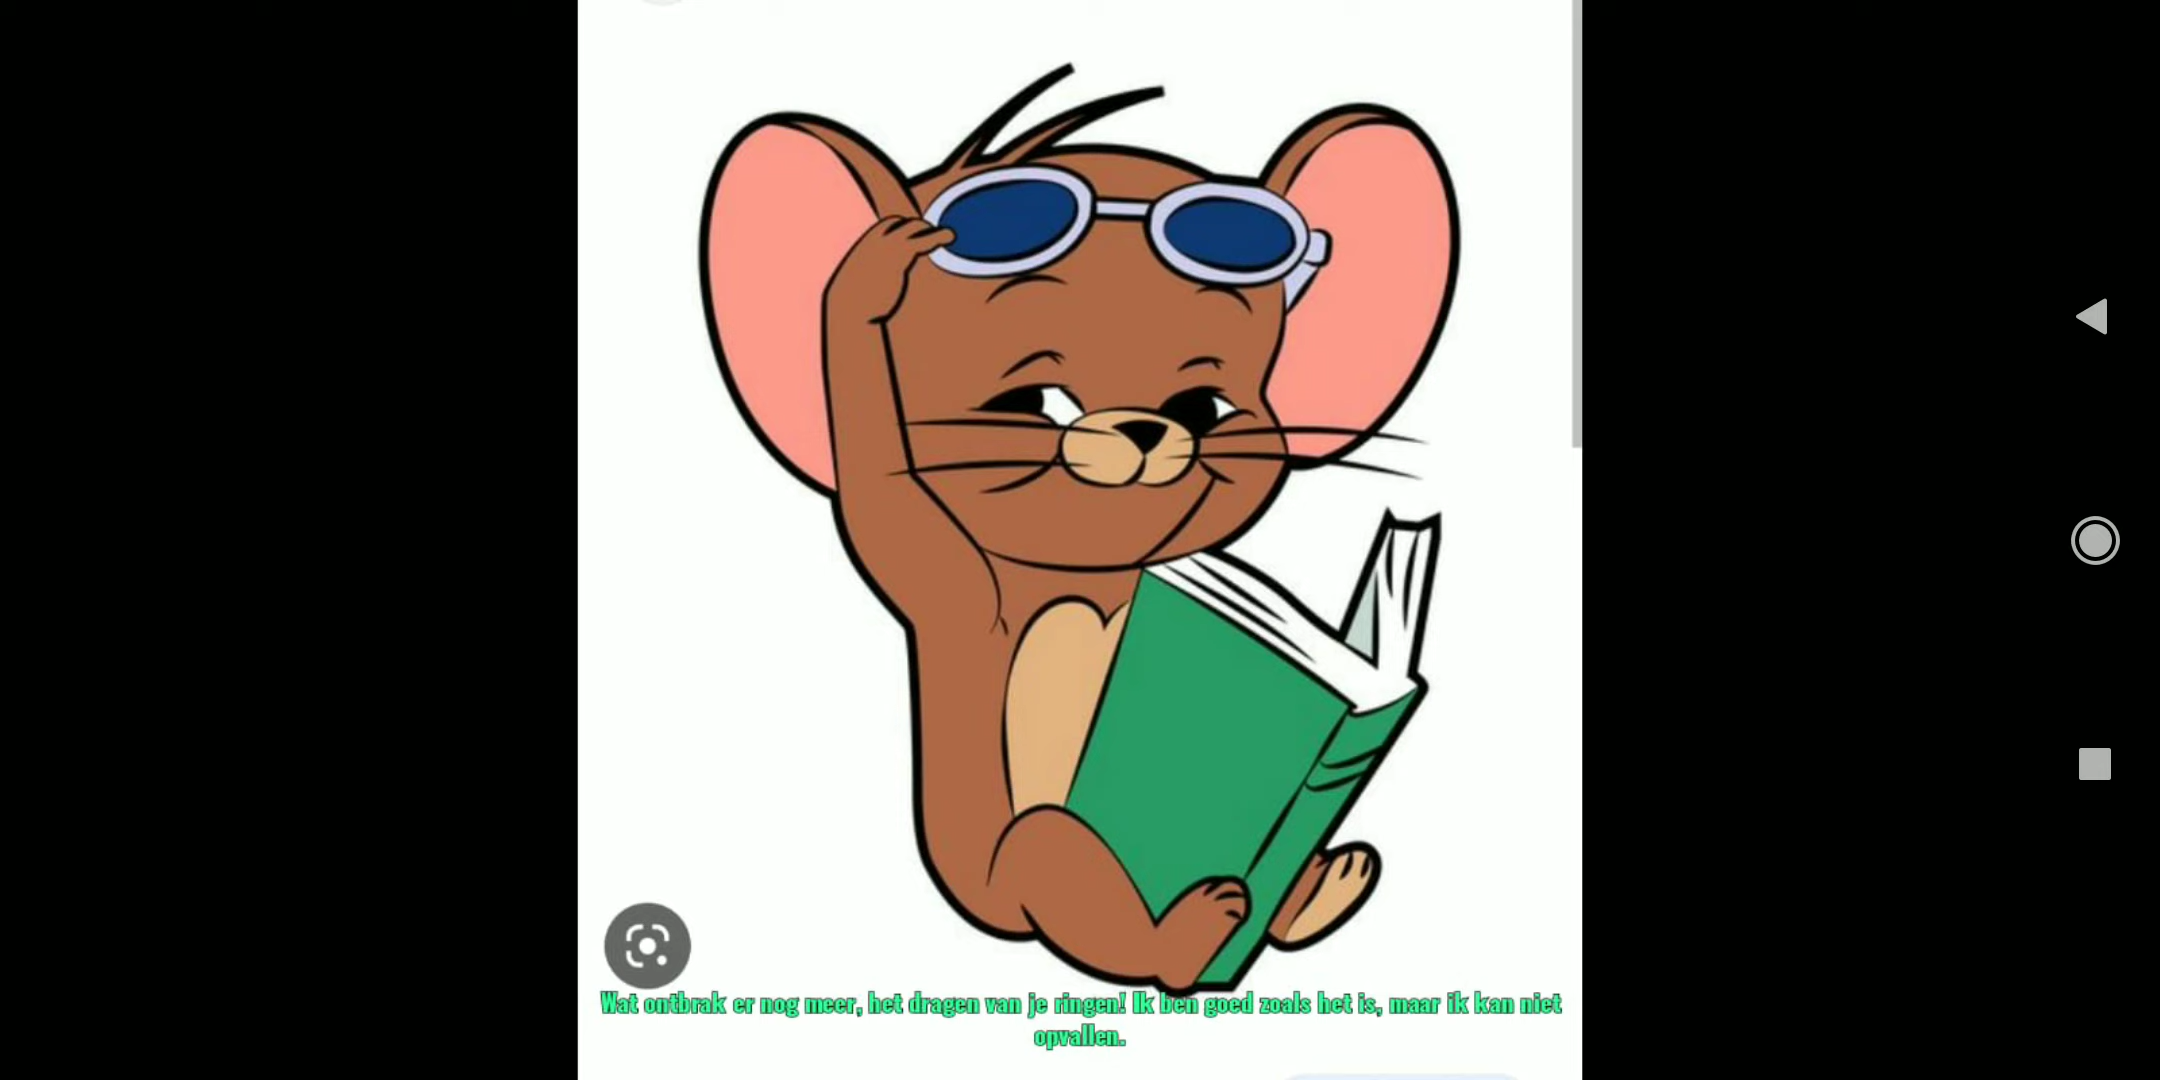 Wat ontbrak er nog meer, het dragen van je ringen! Ik ben goed zoals het is, maar ik kan niet
opvallen.